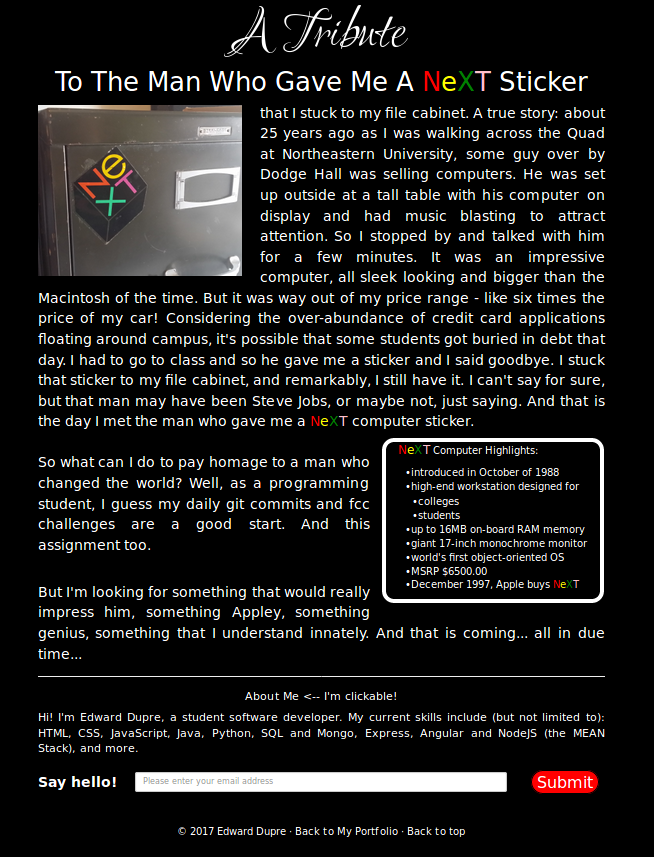 A Tribute
To The Man Who Gave Me A NeXT Sticker
NeXT
that I stuck to my file cabinet. A true story: about
25 years ago as I was walking across the Quad
at Northeastern University, some guy over by
Dodge Hall was selling computers. He was set
up outside at a tall table with his computer on
display and had music blasting to attract
attention. So I stopped by and talked with him
for a few minutes. It was an impressive
computer, all sleek looking and bigger than the
Macintosh of the time. But it was way out of my price range - like six times the
price of my car! Considering the over-abundance of credit card applications
floating around campus, it's possible that some students got buried in debt that
day. I had to go to class and so he gave me a sticker and I said goodbye. I stuck
that sticker to my file cabinet, and remarkably, I still have it. I can't say for sure,
but that man may have been Steve Jobs, or maybe not, just saying. And that is
the day I met the man who gave me a NeXT computer sticker.
So what can I do to pay homage to a man who
changed the world? Well, as a programming
student, I guess my daily git commits and fcc
challenges are a good start. And this
assignment too.
NeXT Computer Highlights:
•introduced in October of 1988
•high-end workstation designed for
•colleges
•students
•up to 16MB on-board RAM memory
•giant 17-inch monochrome monitor
•world's first object-oriented OS
•MSRP $6500.00
•December 1997, Apple buys NeXT
But I'm looking for something that would really
impress him, something Appley, something
genius, something that I understand innately. And that is coming... all in due
time...
About Me <-- I'm clickable!
Hi! I'm Edward Dupre, a student software developer. My current skills include (but not limited to):
HTML, CSS, JavaScript, Java, Python, SQL and Mongo, Express, Angular and NodeJS (the MEAN
Stack), and more.
Say hello! Please enter your email address Submit
© 2017 Edward Dupre · Back to My Portfolio · Back to top